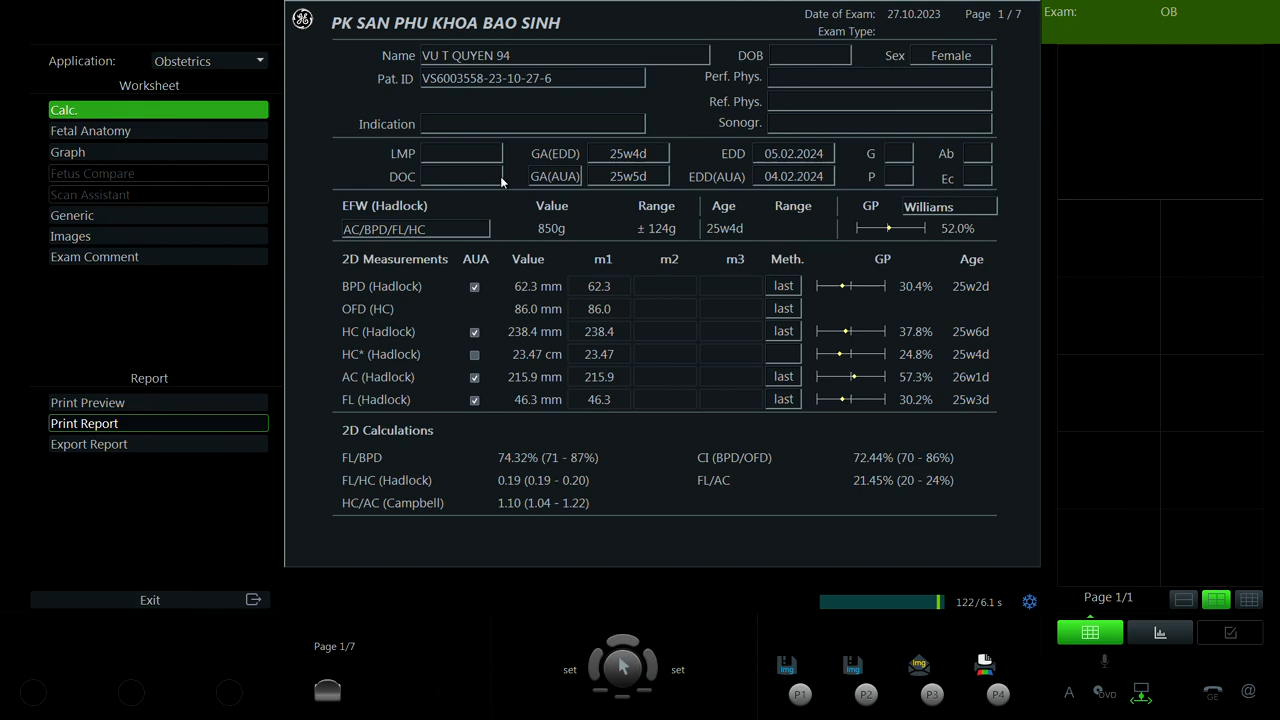 PK SAN PHU KHOA BAO SINH
Date of Exam: 27.10.2023 Page 1 / 7
Exam Type:
Exam: OB
Name VU T QUYEN 94 DOB Sex Female
Pat. ID VS6003558-23-10-27-6 Perf. Phys.
Ref. Phys.
Indication Sonogr.
LMP GA(EDD) 25w4d EDD 05.02.2024 G Ab
DOC GA(AUA) 25w5d EDD(AUA) 04.02.2024 P Ec
EFW (Hadlock) Value Range Age Range GP Williams
AC/BPD/FL/HC 850g ± 124g 25w4d 52.0%
2D Measurements AUA Value m1 m2 m3 Meth. GP Age
BPD (Hadlock) 62.3 mm 62.3 last 30.4% 25w2d
OFD (HC) 86.0 mm 86.0 last
HC (Hadlock) 238.4 mm 238.4 last 37.8% 25w6d
HC* (Hadlock) 23.47 cm 23.47 24.8% 25w4d
AC (Hadlock) 215.9 mm 215.9 last 57.3% 26w1d
FL (Hadlock) 46.3 mm 46.3 last 30.2% 25w3d
2D Calculations
FL/BPD 74.32% (71 - 87%) CI (BPD/OFD) 72.44% (70 - 86%)
FL/HC (Hadlock) 0.19 (0.19 - 0.20) FL/AC 21.45% (20 - 24%)
HC/AC (Campbell) 1.10 (1.04 - 1.22)
Application: Obstetrics
Worksheet
Calc.
Fetal Anatomy
Graph
Fetus Compare
Scan Assistant
Generic
Images
Exam Comment
Report
Print Preview
Print Report
Export Report
Exit
122/6.1 s
Page 1/1
Page 1/7
set set
Img Img Img
P1 P2 P3 P4
A DVD GE @